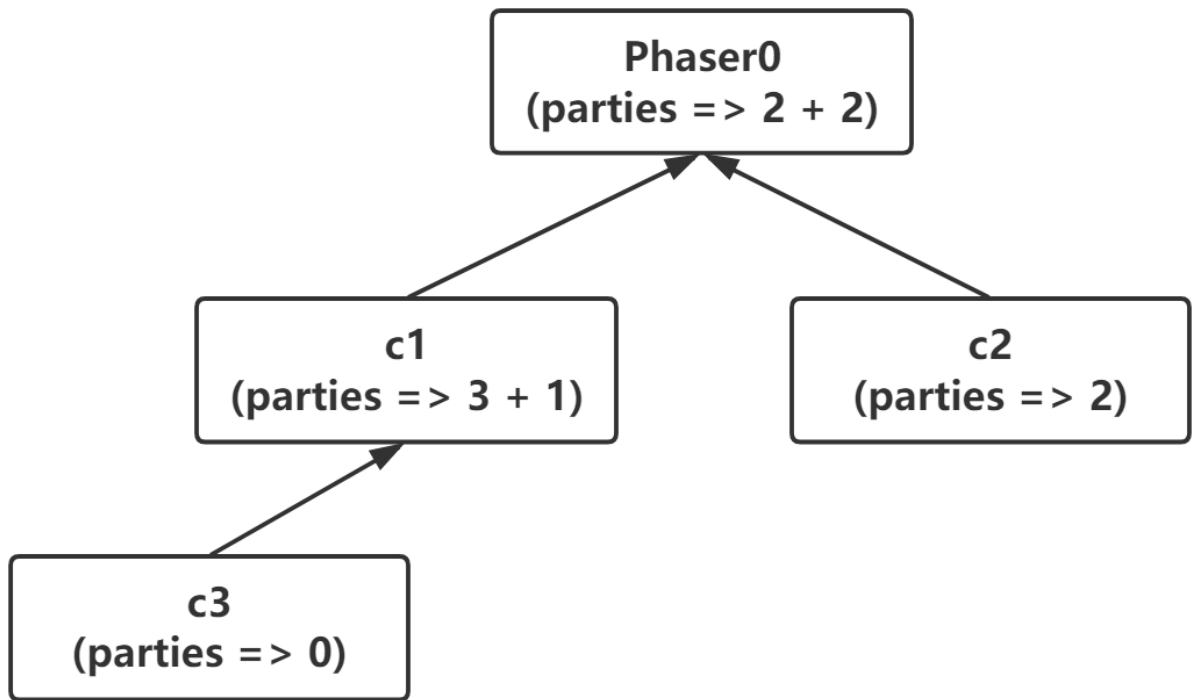 Phaser0
(parties => 2 + 2)
c1
(parties => 3 + 1)
c2
(parties => 2)
c3
(parties => 0)